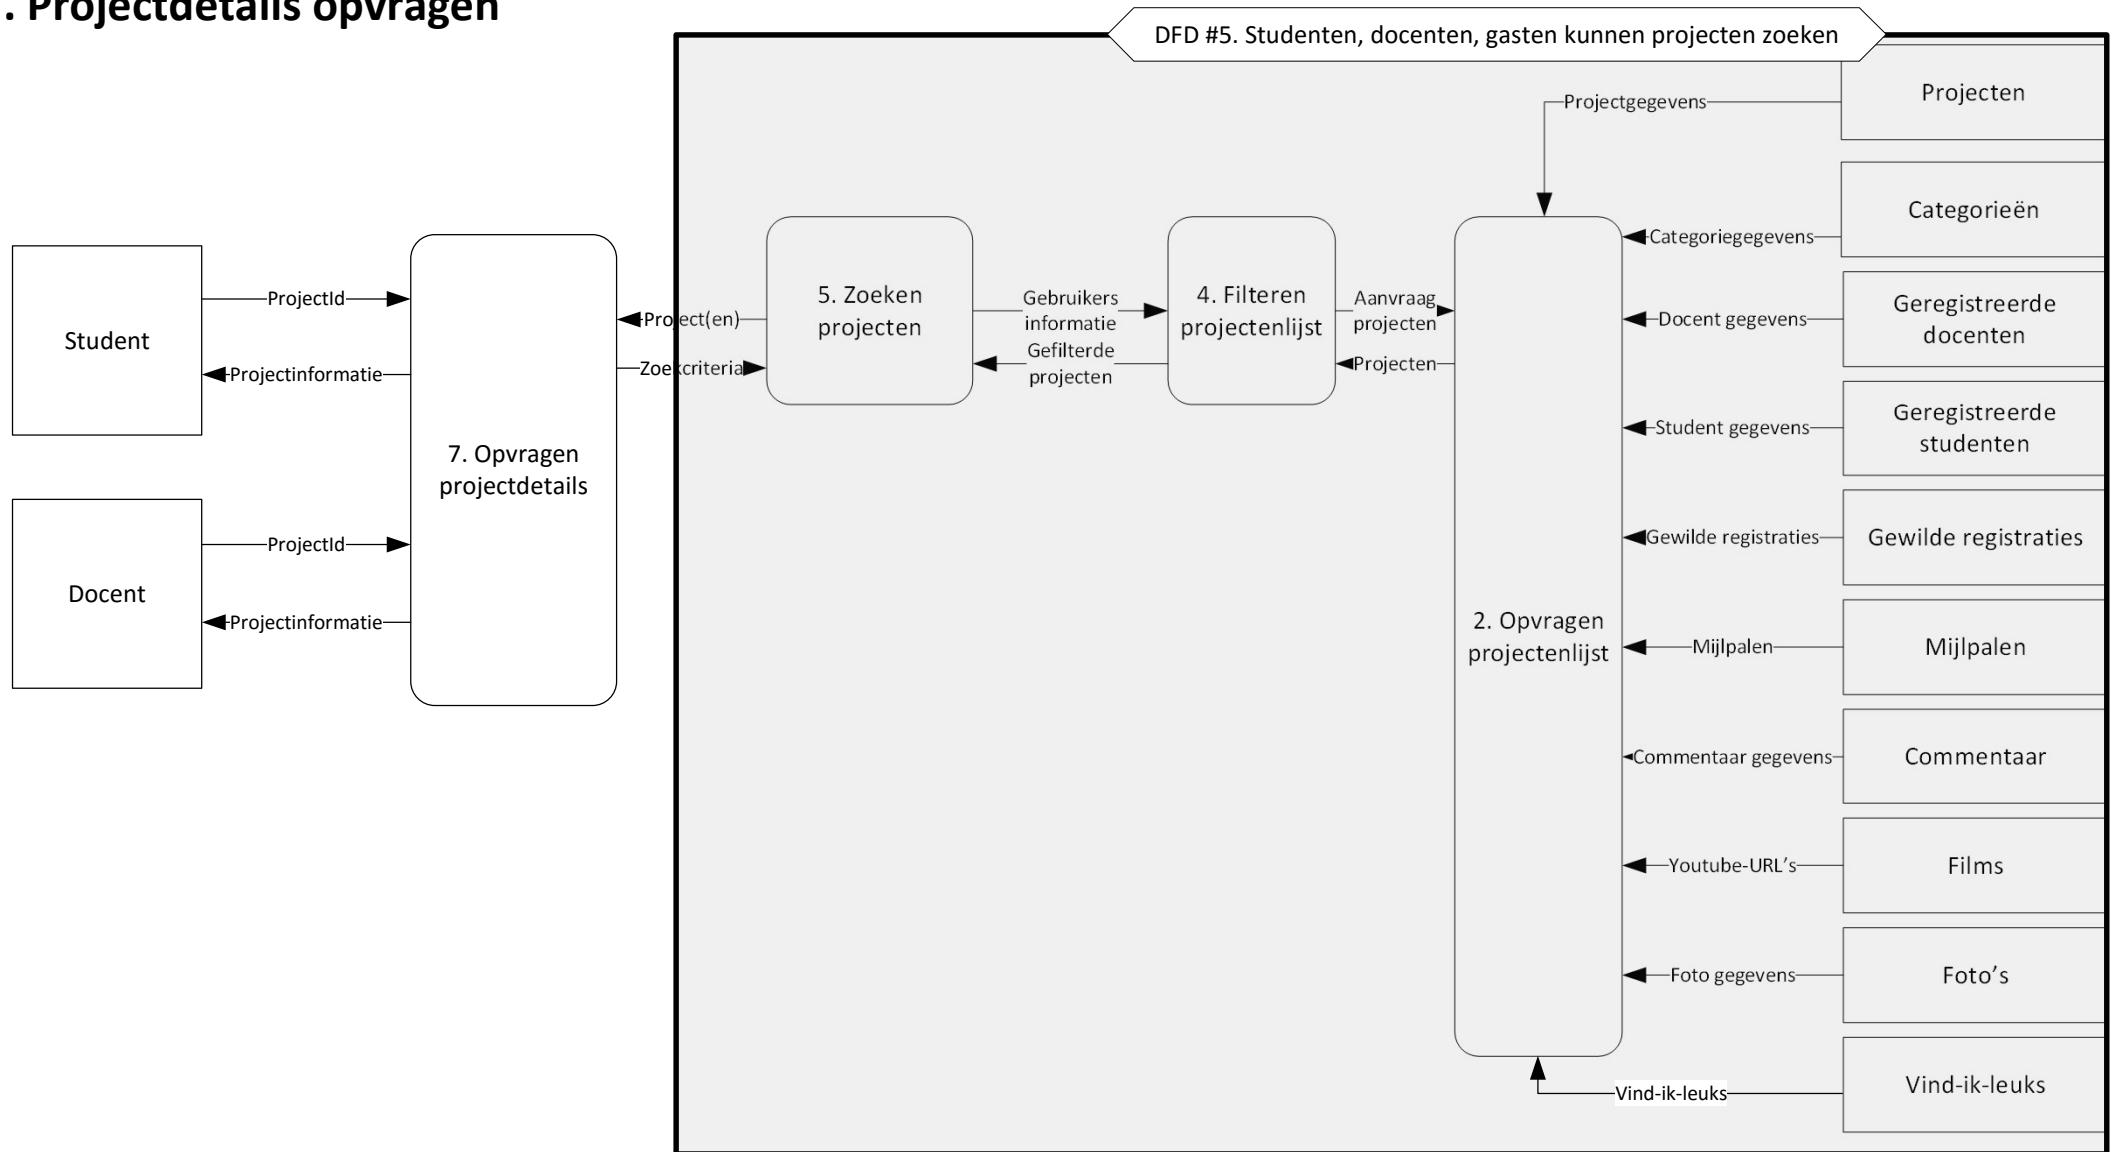 . Projectdetails opvragen
DFD #5. Studenten, docenten, gasten kunnen projecten zoeken
Projecten
Projectgegevens
Categorieën
Categoriegegevens
Student
ProjectId
Projectinformatie
Docent
ProjectId
Projectinformatie
7. Opvragen
projectdetails
Project(en)
Zoekcriteria
5. Zoeken
projecten
Gebruikers
informatie
Gefilterde
projecten
4. Filteren
projectenlijst
Aanvraag
projecten
Projecten
2. Opvragen
projectenlijst
Docent gegevens
Geregistreerde
docenten
Student gegevens
Geregistreerde
studenten
Gewilde registraties
Gewilde registraties
Mijlpalen
Mijlpalen
Commentaar gegevens
Commentaar
Youtube-URL’s
Films
Foto gegevens
Foto’s
Vind-ik-leuks
Vind-ik-leuks